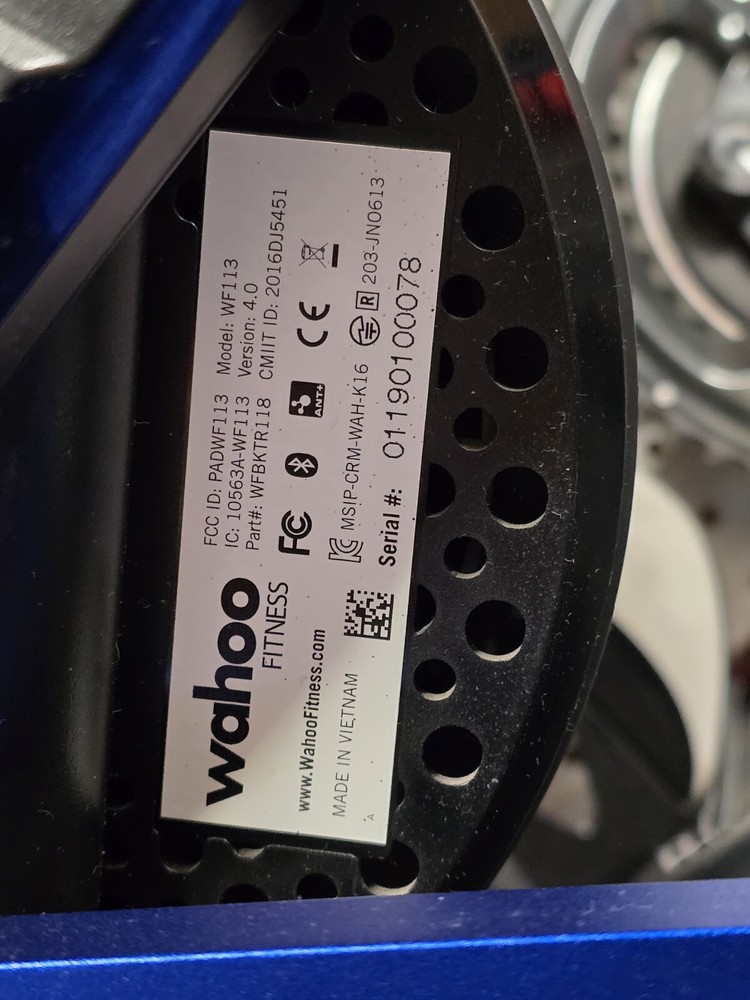 wahoo
FITNESS
www.WahooFitness.com
MADE IN VIETNAM
A
FCC ID: PADWF113 Model: WF113
IC: 10563A-WF113 Version: 4.0
Part#: WFBKTR118 CMIIT ID: 2016DJ5451
FC ANT+ CE
MSIP-CRM-WAH-K16 R 203-JN0613
Serial #: 01190100078